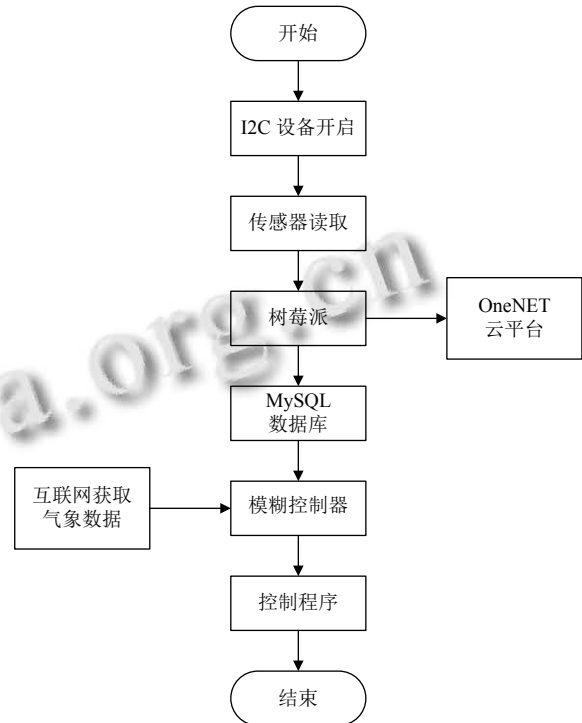 开始
I2C 设备开启
传感器读取
树莓派
OneNET
云平台
MySQL
数据库
互联网获取
气象数据
模糊控制器
控制程序
结束
a.org.cn